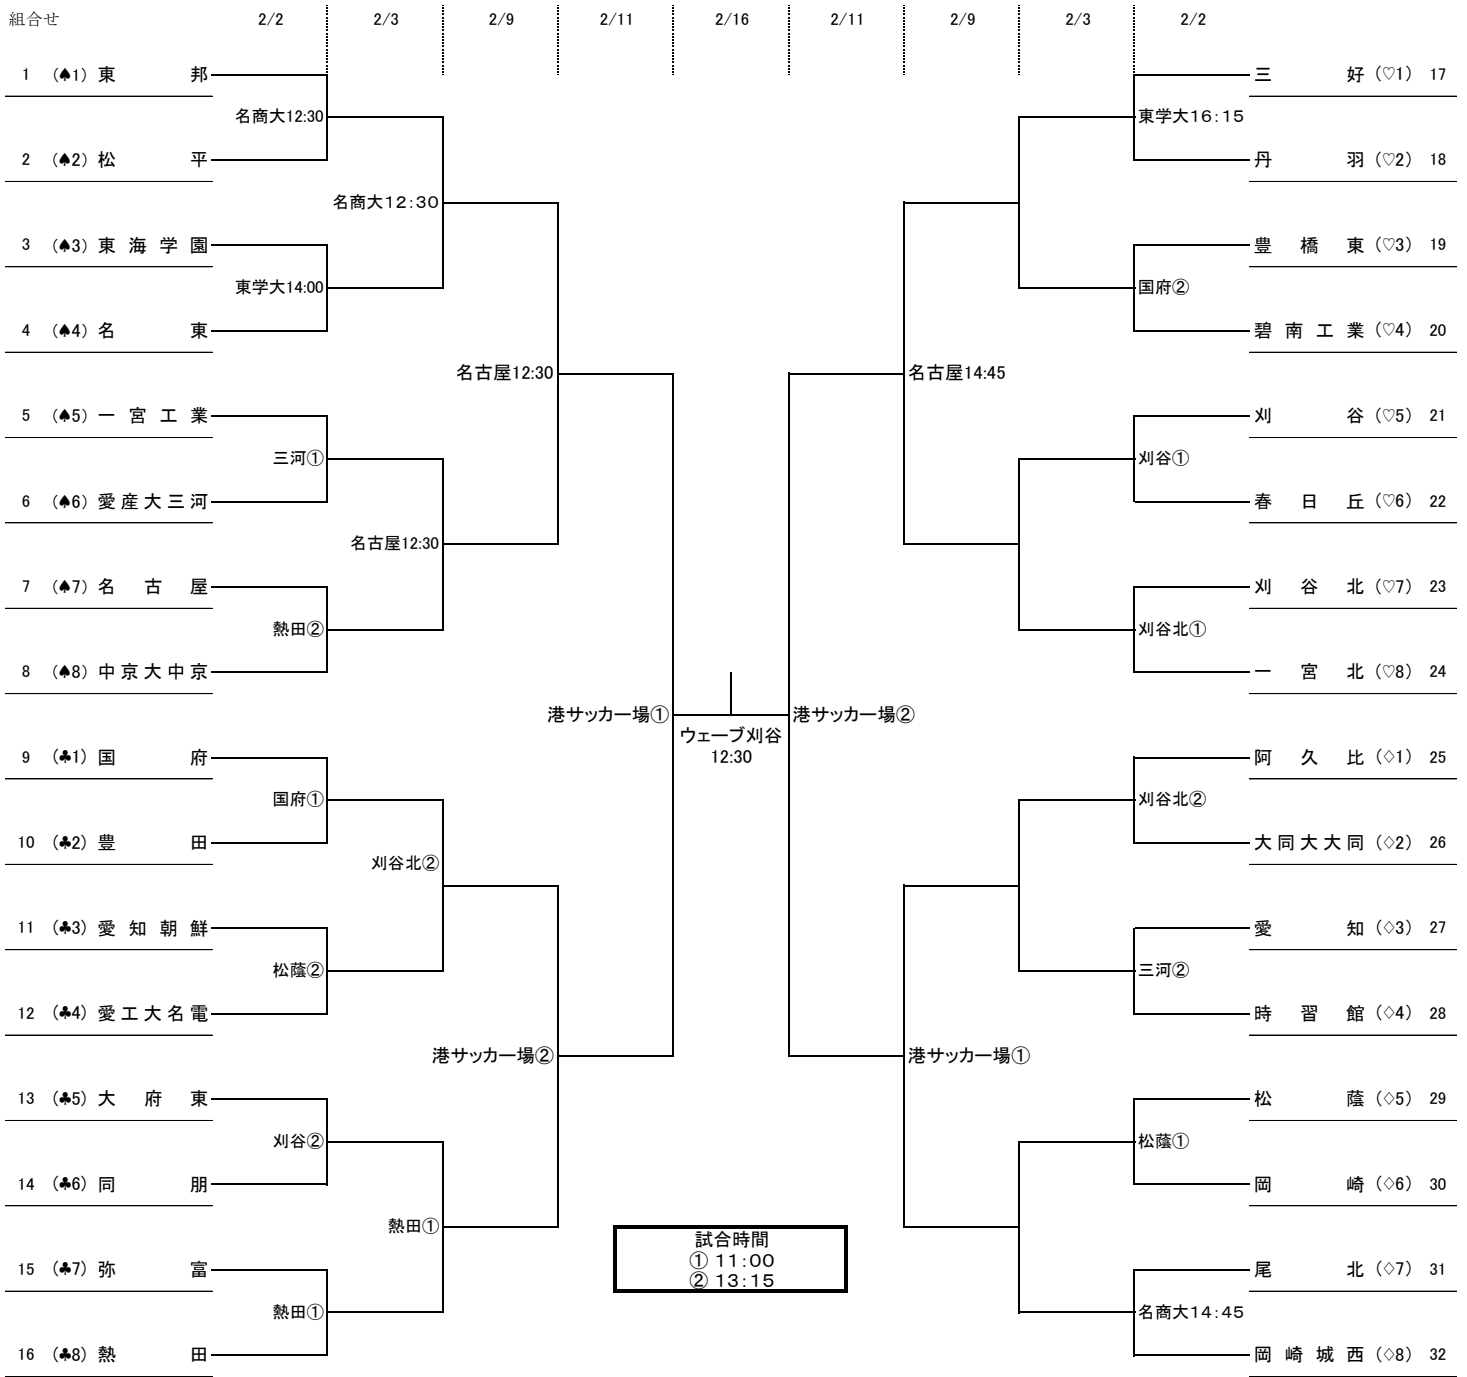 組合せ 2/2 2/3 2/9 2/11 2/16 2/11 2/9 2/3 2/2
1 (♠1) 東邦 三好 (♡1) 17
名商大12:30 東学大16:15
2 (♠2) 松平 丹羽 (♡2) 18
名商大12:30
3 (♠3) 東海学園 豊橋東 (♡3) 19
東学大14:00 国府②
4 (♠4) 名東 碧南工業 (♡4) 20
名古屋12:30 名古屋14:45
5 (♠5) 一宮工業 刈谷 (♡5) 21
三河① 刈谷①
6 (♠6) 愛産大三河 春日丘 (♡6) 22
名古屋12:30
7 (♠7) 名古屋 刈谷北 (♡7) 23
熱田② 刈谷北①
8 (♠8) 中京大中京 一宮北 (♡8) 24
港サッカー場① 港サッカー場②
ウェーブ刈谷
12:30
9 (♣1) 国府 阿久比 (♢1) 25
国府① 刈谷北②
10 (♣2) 豊田 大同大大同 (♢2) 26
刈谷北②
11 (♣3) 愛知朝鮮 愛知 (♢3) 27
松蔭② 三河②
12 (♣4) 愛工大名電 時習館 (♢4) 28
港サッカー場② 港サッカー場①
13 (♣5) 大府東 松蔭 (♢5) 29
刈谷② 松蔭①
14 (♣6) 同朋 岡崎 (♢6) 30
熱田①
試合時間
① 11:00
② 13:15
15 (♣7) 弥富 尾北 (♢7) 31
熱田① 名商大14:45
16 (♣8) 熱田 岡崎城西 (♢8) 32